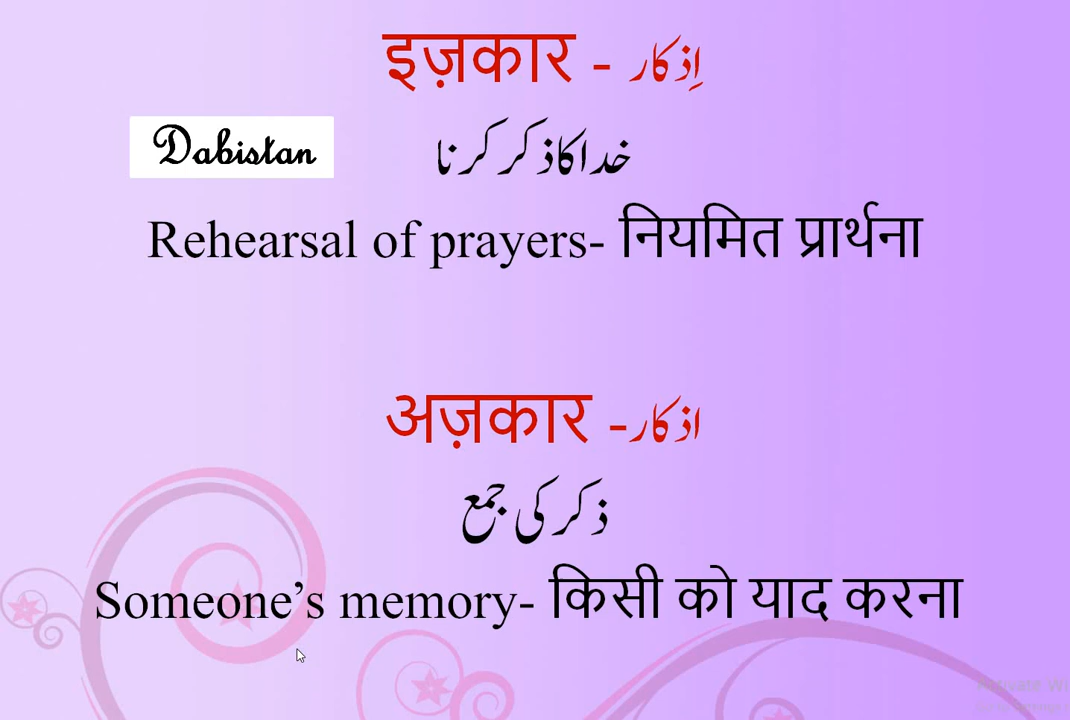 इज़कार - اِذکار
Dabistan
خدا کا ذکر کرنا
Rehearsal of prayers- नियमित प्रार्थना
अज़कार -اذکار
ذکر کی جمع
Someone’s memory- किसी को याद करना